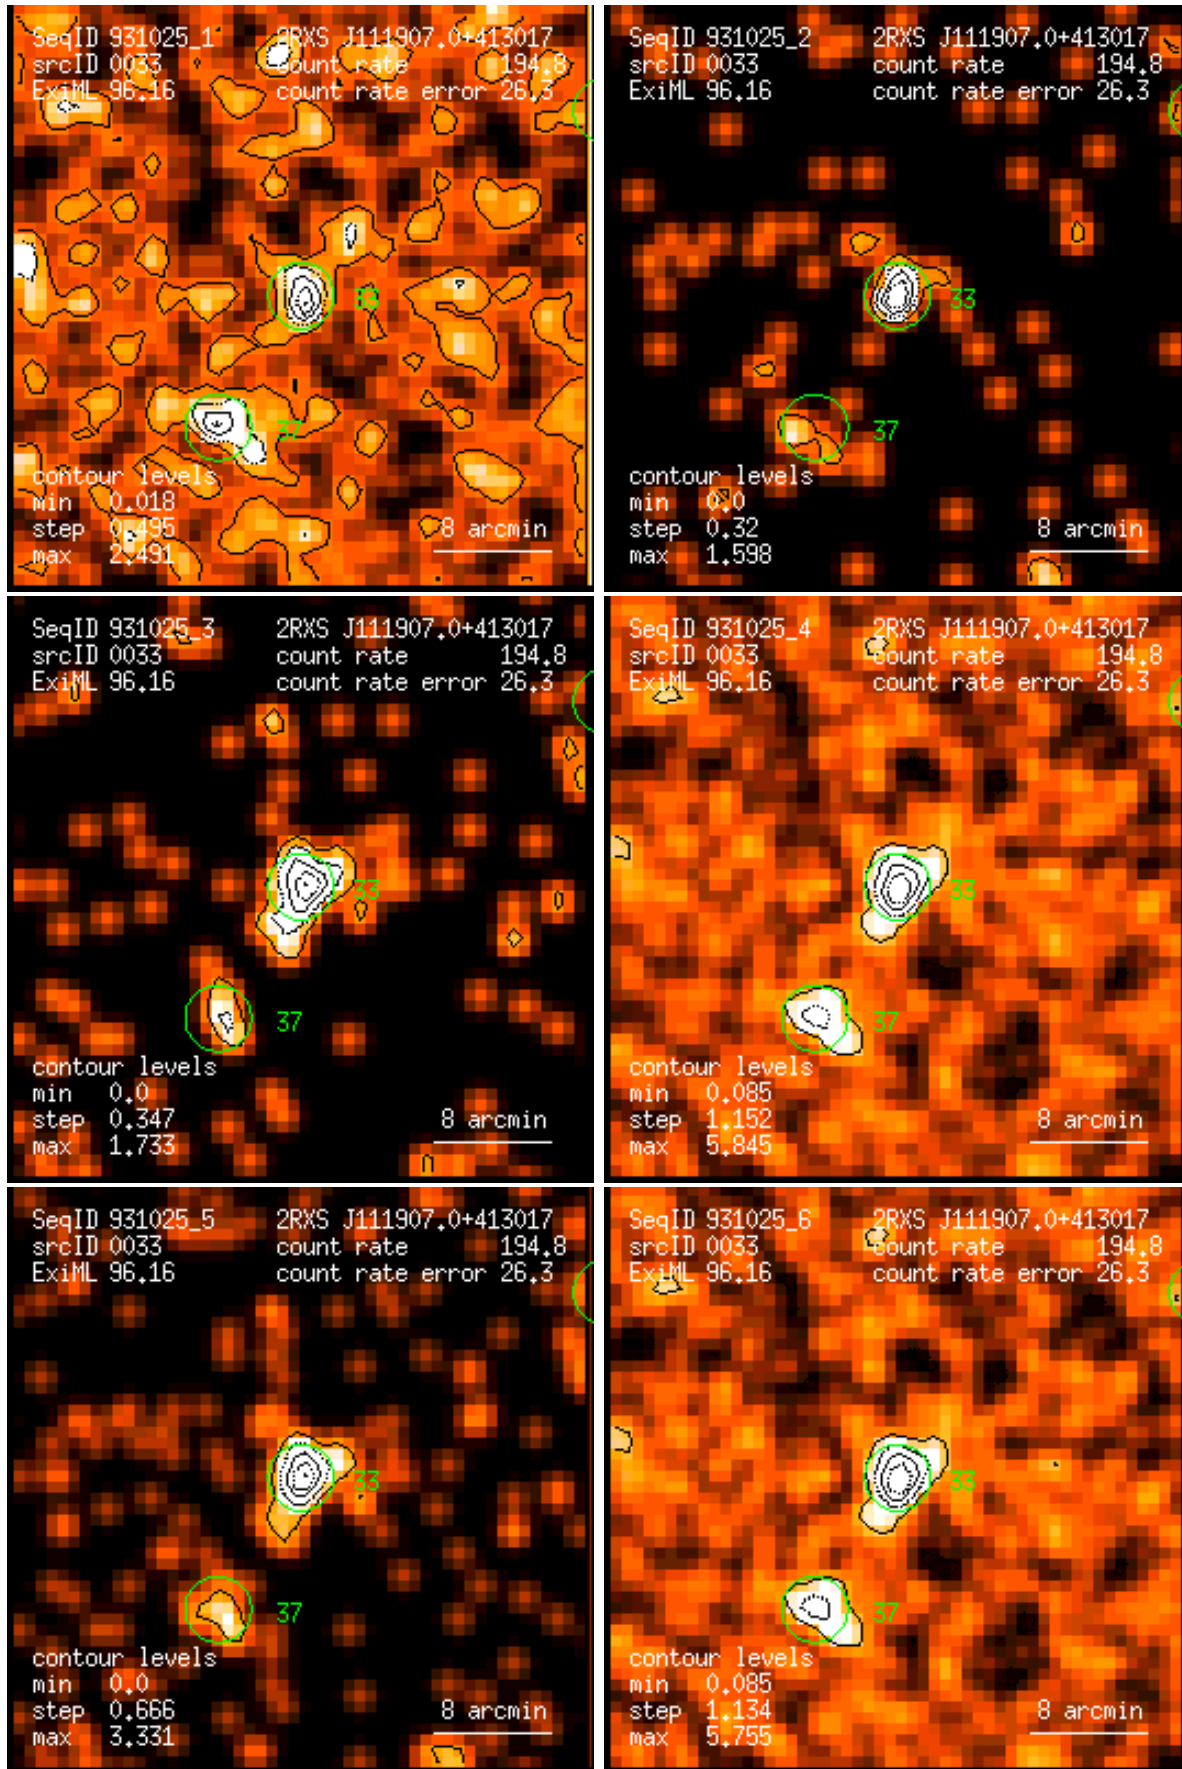 SeqID 931025_1 2RXS J111907.0+413017
srcID 0033 count rate 194.8
ExiML 96.16 count rate error 26.3
33
37
contour levels
min 0.018
step 0.495 8 arcmin
max 2.491
SeqID 931025_2 2RXS J111907.0+413017
srcID 0033 count rate 194.8
ExiML 96.16 count rate error 26.3
33
37
contour levels
min 0.0
step 0.32 8 arcmin
max 1.598
SeqID 931025_3 2RXS J111907.0+413017
srcID 0033 count rate 194.8
ExiML 96.16 count rate error 26.3
33
37
contour levels
min 0.0
step 0.347 8 arcmin
max 1.733
SeqID 931025_4 2RXS J111907.0+413017
srcID 0033 count rate 194.8
ExiML 96.16 count rate error 26.3
33
37
contour levels
min 0.085
step 1.152 8 arcmin
max 5.845
SeqID 931025_5 2RXS J111907.0+413017
srcID 0033 count rate 194.8
ExiML 96.16 count rate error 26.3
33
37
contour levels
min 0.0
step 0.666 8 arcmin
max 3.331
SeqID 931025_6 2RXS J111907.0+413017
srcID 0033 count rate 194.8
ExiML 96.16 count rate error 26.3
33
37
contour levels
min 0.085
step 1.134 8 arcmin
max 5.755